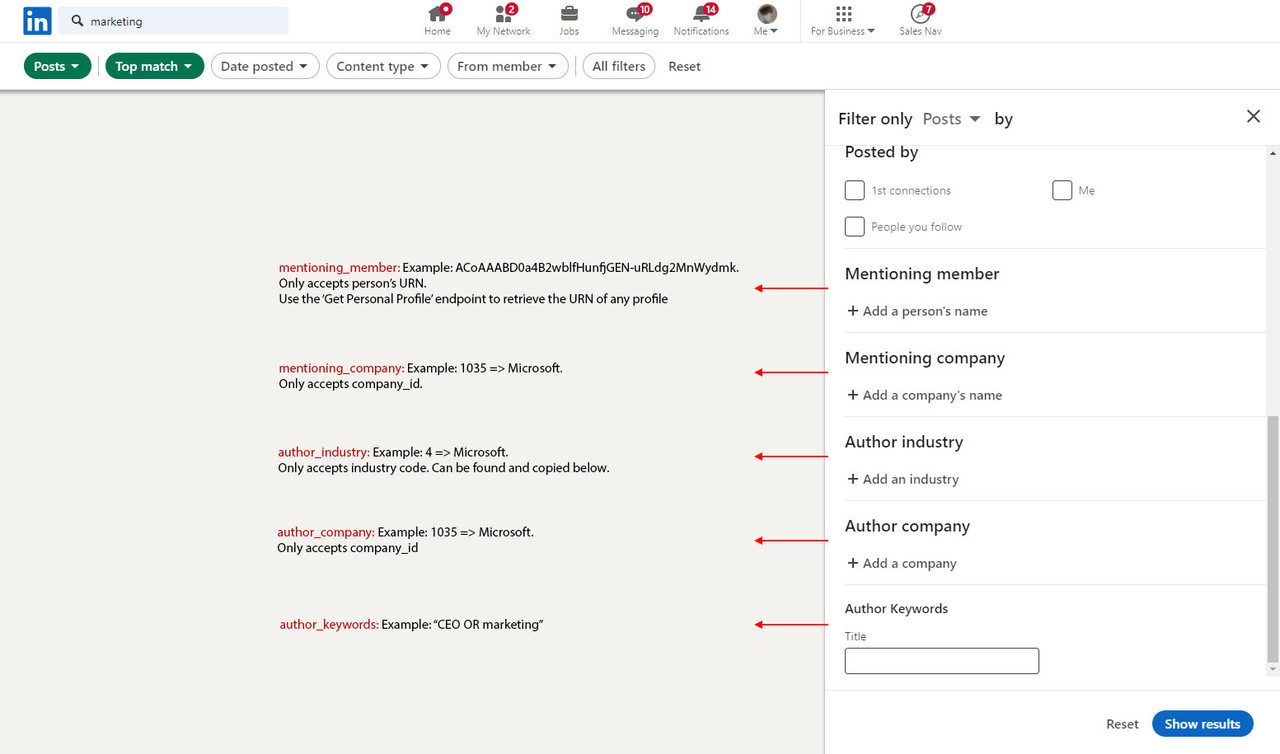 in
marketing
Home
2
My Network
Jobs
10
Messaging
14
Notifications
Me
For Business
7
Sales Nav
Posts
Top match
Date posted
Content type
From member
All filters
Reset
Filter only Posts by
Posted by
1st connections
Me
People you follow
mentioning_member: Example: ACoAAABD0a4B2wblfHunfjGEN-uRLdg2MnWydmk.
Only accepts person's URN.
Use the 'Get Personal Profile' endpoint to retrieve the URN of any profile
Mentioning member
+ Add a person's name
mentioning_company: Example: 1035 => Microsoft.
Only accepts company_id.
Mentioning company
+ Add a company's name
author_industry: Example: 4 => Microsoft.
Only accepts industry code. Can be found and copied below.
Author industry
+ Add an industry
author_company: Example: 1035 => Microsoft.
Only accepts company_id
Author company
+ Add a company
author_keywords: Example: “CEO OR marketing”
Author Keywords
Title
Reset
Show results